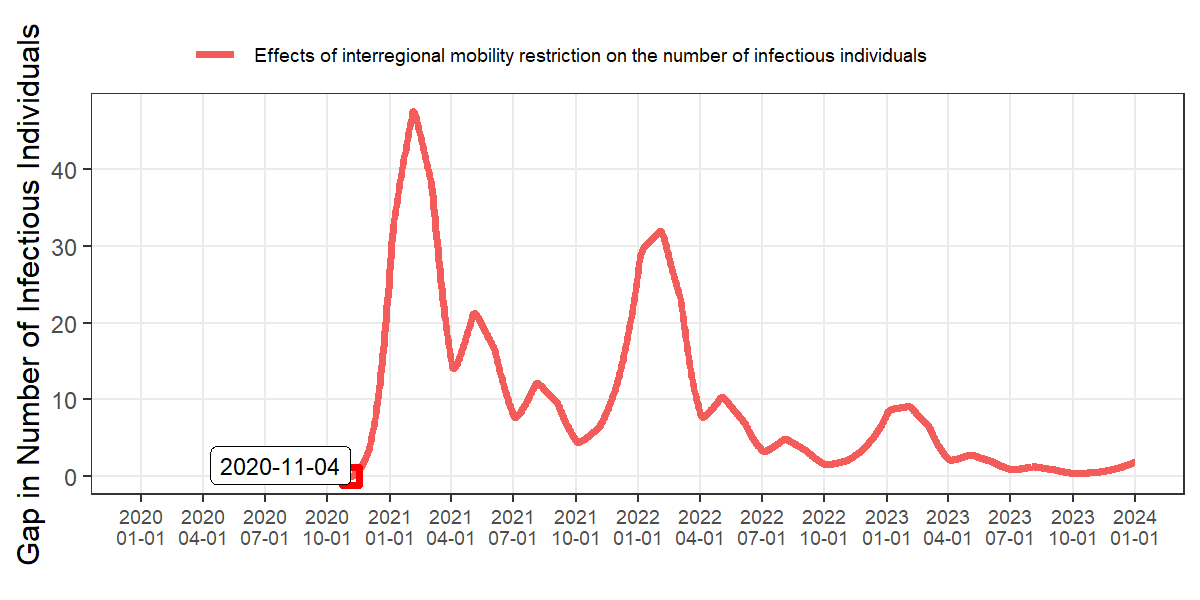 Effects of interregional mobility restriction on the number of infectious individuals
Gap in Number of Infectious Individuals
40
30
20
10
0
2020-11-04
2020 2020 2020 2020 2021 2021 2021 2021 2022 2022 2022 2022 2023 2023 2023 2023 2024
01-01 04-01 07-01 10-01 01-01 04-01 07-01 10-01 01-01 04-01 07-01 10-01 01-01 04-01 07-01 10-01 01-01